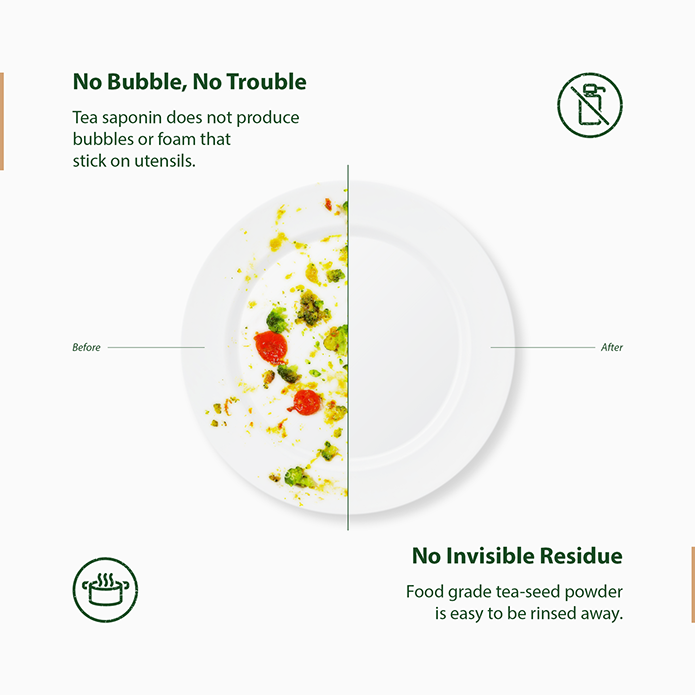 No Bubble, No Trouble
Tea saponin does not produce
bubbles or foam that
stick on utensils.
Before
After
No Invisible Residue
Food grade tea-seed powder
is easy to be rinsed away.